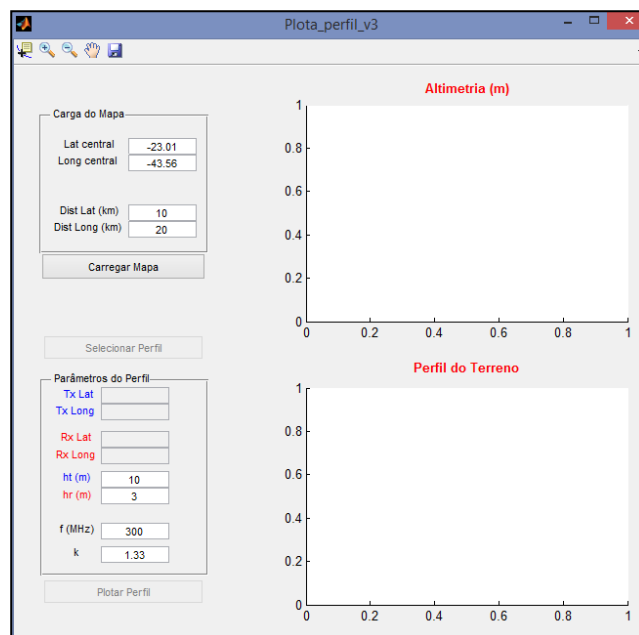 Plota_perfil_v3
Carga do Mapa
Lat central -23.01
Long central -43.56
Dist Lat (km) 10
Dist Long (km) 20
Carregar Mapa
Selecionar Perfil
Parâmetros do Perfil
Tx Lat
Tx Long
Rx Lat
Rx Long
ht (m) 10
hr (m) 3
f (MHz) 300
k 1.33
Plotar Perfil
Altimetria (m)
1
0.8
0.6
0.4
0.2
0
0 0.2 0.4 0.6 0.8 1
Perfil do Terreno
1
0.8
0.6
0.4
0.2
0
0 0.2 0.4 0.6 0.8 1